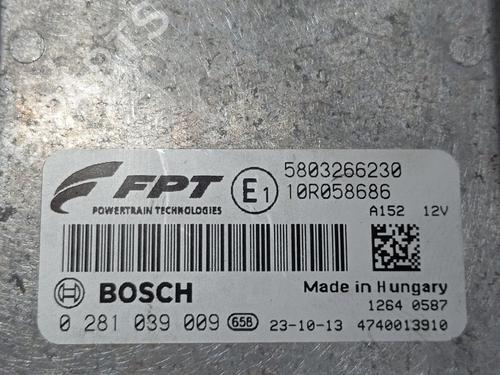 FPT
POWERTRAIN TECHNOLOGIES
E1
5803266230
10R058686
A152 12V
BOSCH
Made in Hungary
1264 0587
0 281 039 009 658 23-10-13 4740013910